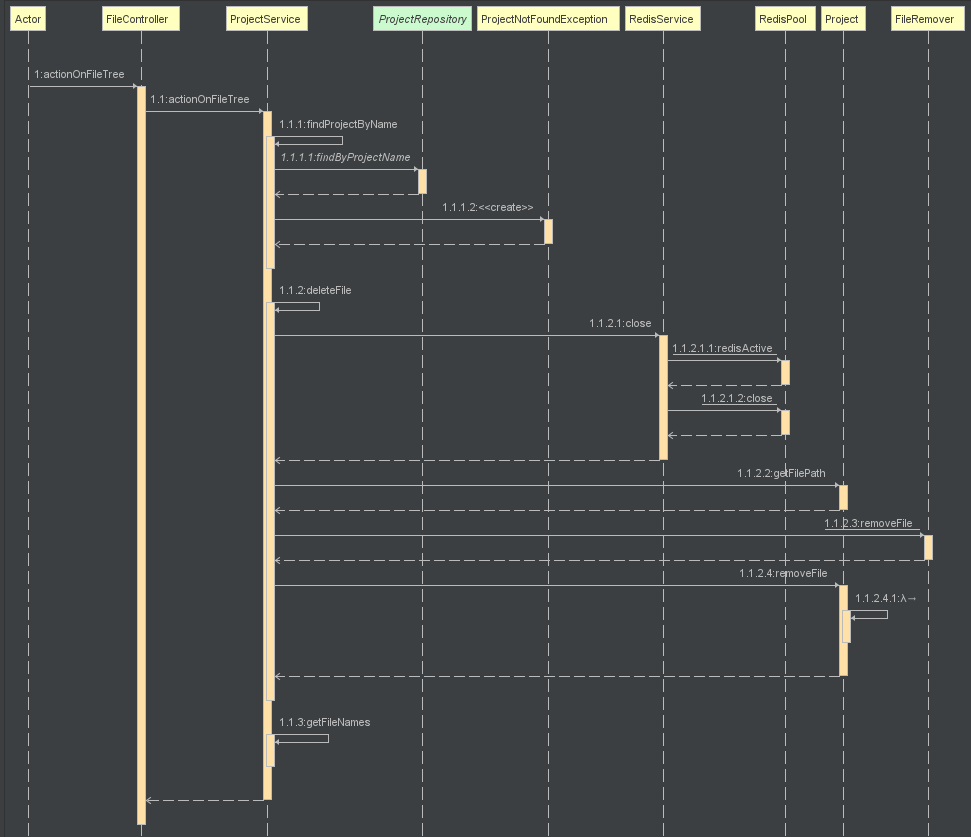 Actor
FileController
ProjectService
ProjectRepository
ProjectNotFoundException
RedisService
RedisPool
Project
FileRemover
1:actionOnFileTree
1.1:actionOnFileTree
1.1.1:findProjectByName
1.1.1.1:findByProjectName
1.1.1.2:<<create>>
1.1.2:deleteFile
1.1.2.1:close
1.1.2.1.1:redisActive
1.1.2.1.2:close
1.1.2.2:getFilePath
1.1.2.3:removeFile
1.1.2.4:removeFile
1.1.2.4.1:λ→
1.1.3:getFileNames